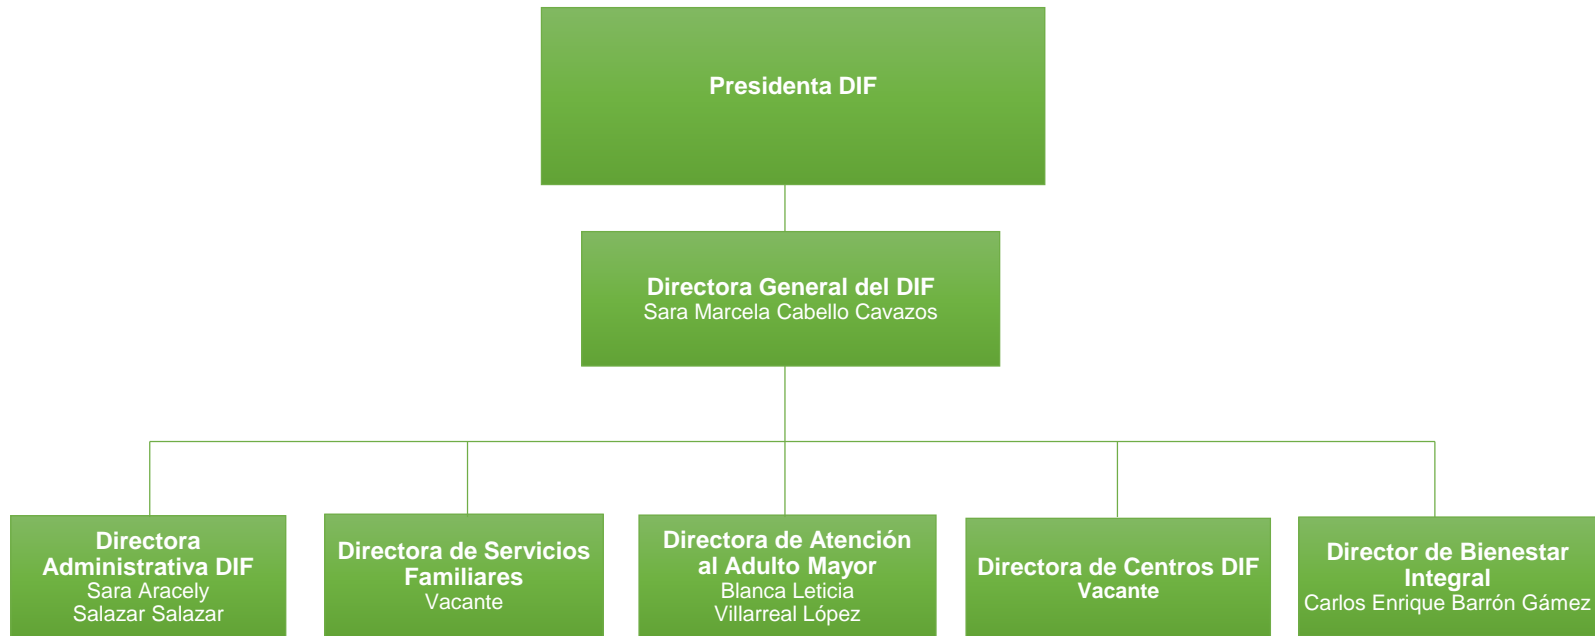 Presidenta DIF
Directora General del DIF
Sara Marcela Cabello Cavazos
Directora
Administrativa DIF
Sara Aracely
Salazar Salazar
Directora de Servicios
Familiares
Vacante
Directora de Atención
al Adulto Mayor
Blanca Leticia
Villarreal López
Directora de Centros DIF
Vacante
Director de Bienestar
Integral
Carlos Enrique Barrón Gámez